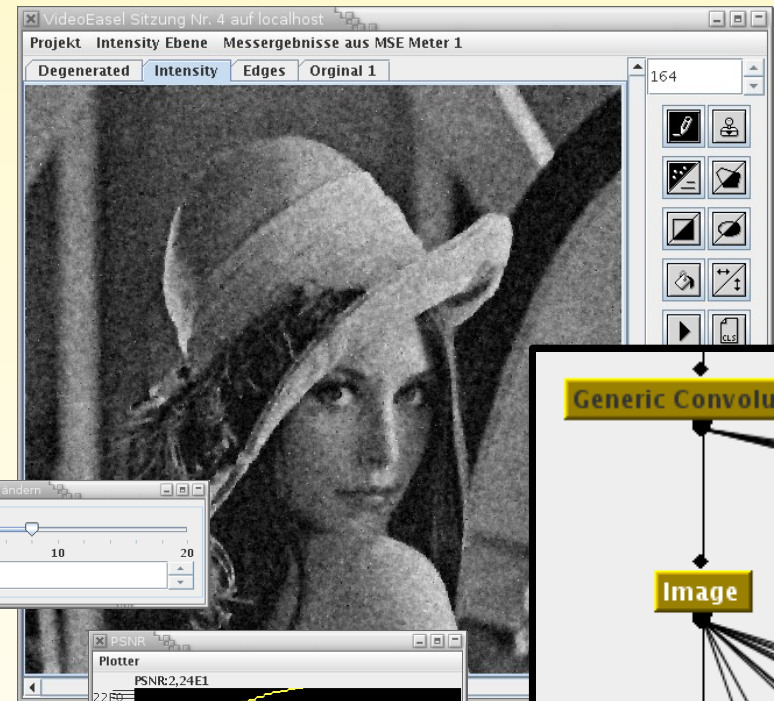 VideoEasel Sitzung Nr. 4 auf localhost
Projekt Intensity Ebene Messergebnisse aus MSE Meter 1
Degenerated Intensity Edges Orginal 1
164
CLS
Generic Convolu
Image
ändern
10 20
PSNR
Plotter
PSNR:2,24E1